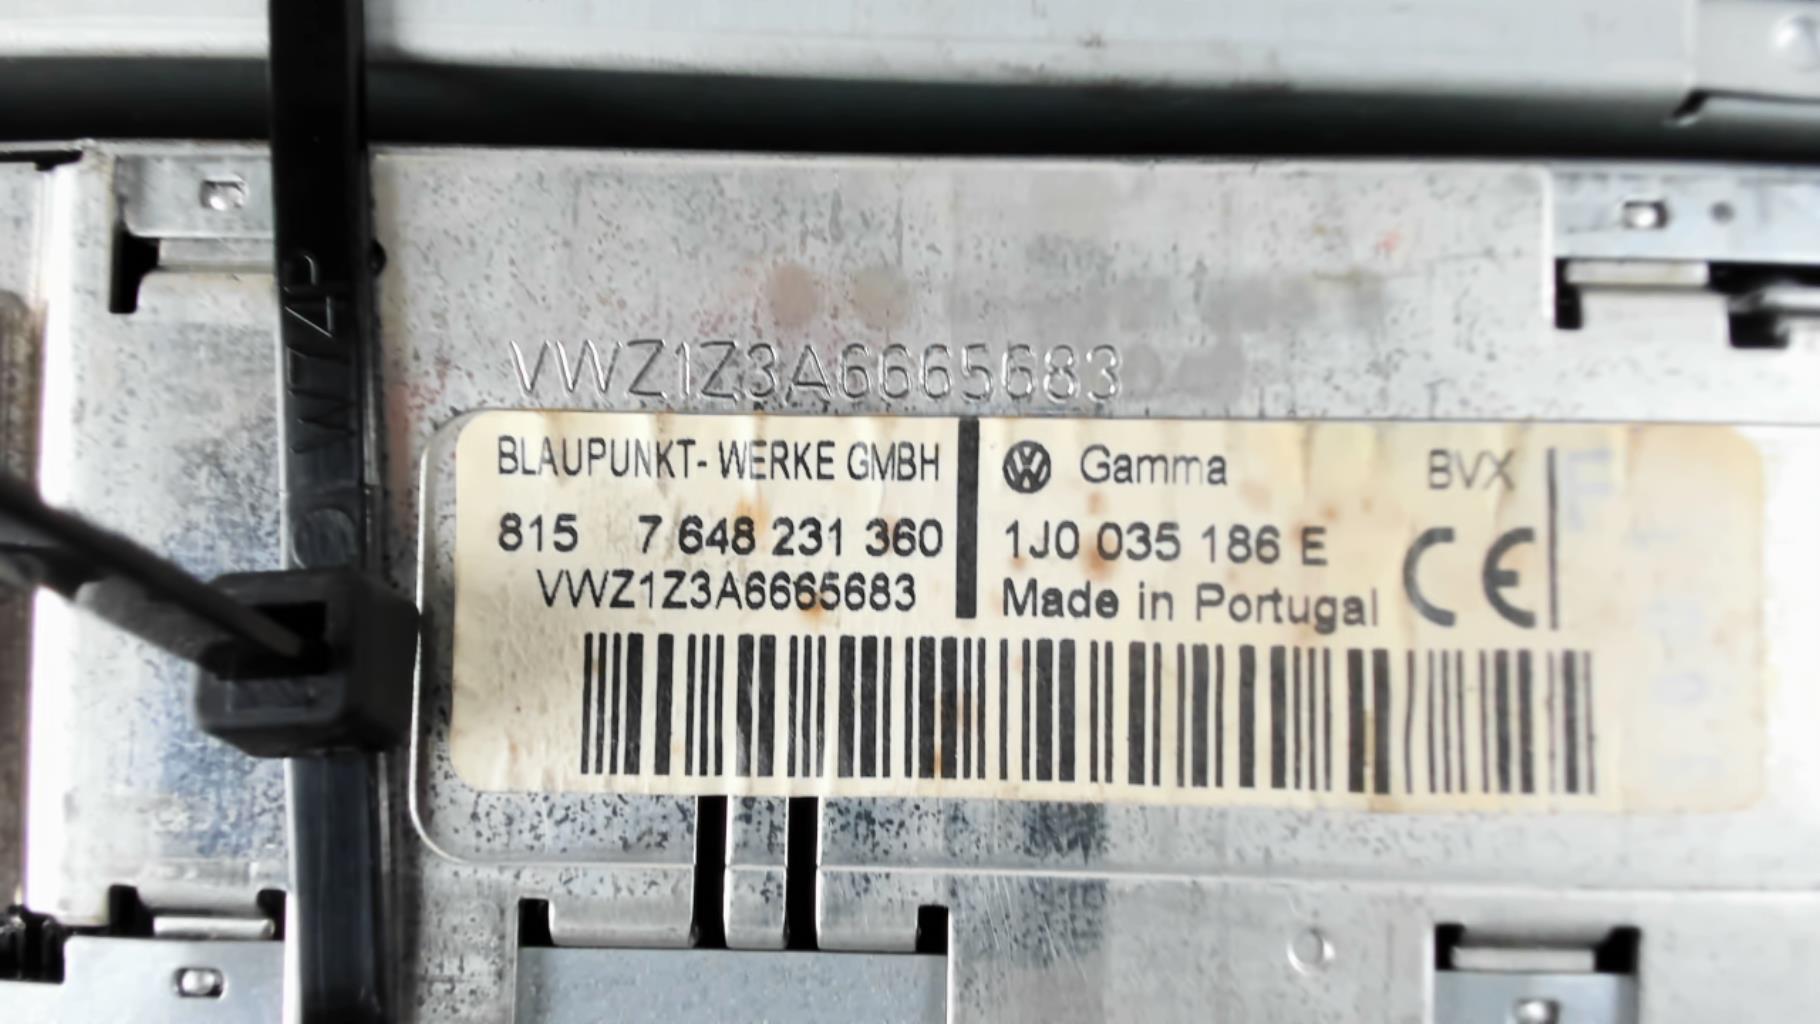 VWZ1Z3A6665683
BLAUPUNKT- WERKE GMBH
815 7 648 231 360
VWZ1Z3A6665683
VW Gamma BVX
1J0 035 186 E
Made in Portugal CE